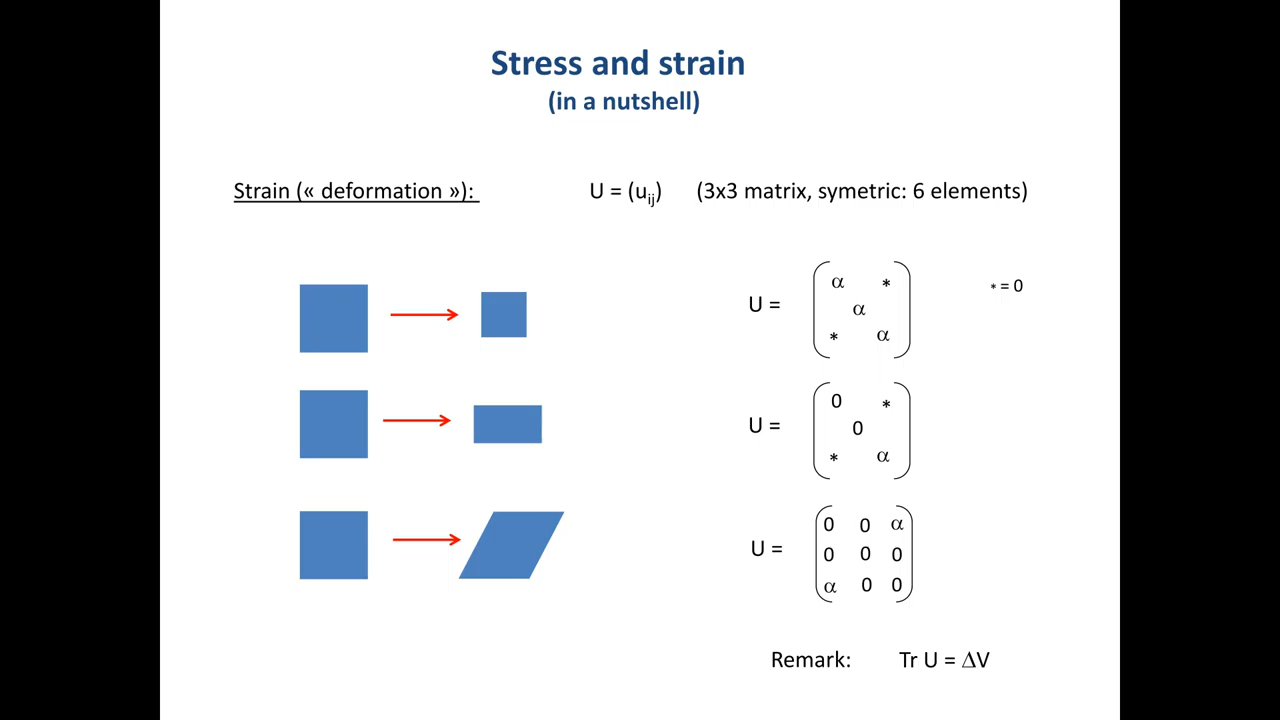 Stress and strain
(in a nutshell)
Strain (« deformation »): U = (uij) (3x3 matrix, symetric: 6 elements)
α *
* = 0
U = α
* α
0 *
U = 0
* α
0 0 α
U = 0 0 0
α 0 0
Remark: Tr U = ΔV